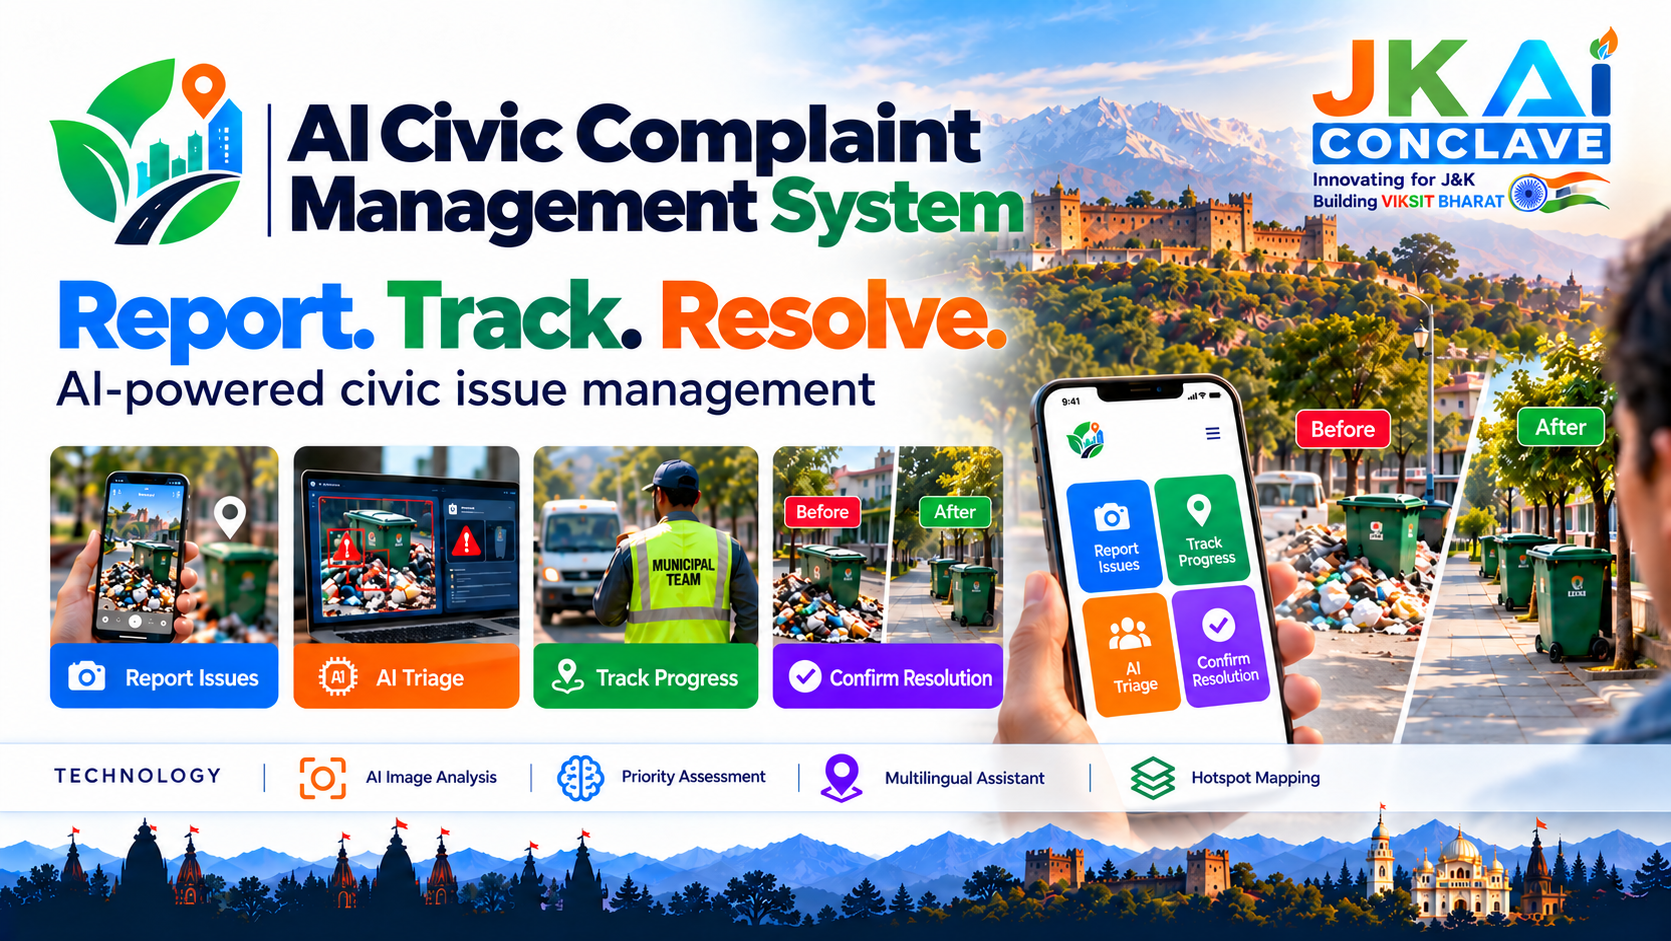 AI Civic Complaint
Management System
Report. Track. Resolve.
AI-powered civic issue management
JK Ai
CONCLAVE
Innovating for J&K
Building VIKSIT BHARAT
MUNICIPAL
TEAM
Before
After
Report Issues
AI
AI Triage
Track Progress
Confirm Resolution
9:41
Report
Issues
Track
Progress
AI
Triage
Confirm
Resolution
Before
After
TECHNOLOGY
AI Image Analysis
Priority Assessment
Multilingual Assistant
Hotspot Mapping